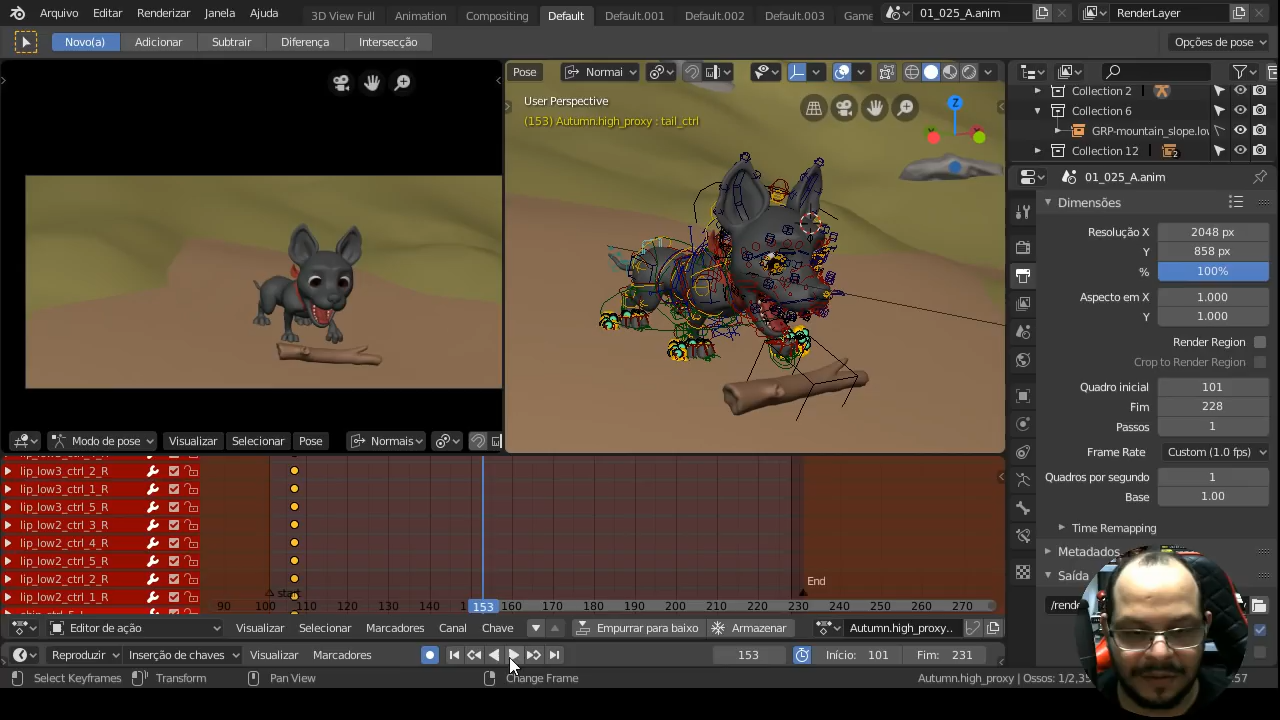 Arquivo Editar Renderizar Janela Ajuda 3D View Full Animation Compositing Default Default.001 Default.002 Default.003 Game 01_025_A.anim RenderLayer
Novo(a) Adicionar Subtrair Diferença Intersecção Opções de pose
Pose Normai
User Perspective
(153) Autumn.high_proxy : tail_ctrl
Z
Collection 2
Collection 6
GRP-mountain_slope.lo
Collection 12
2
01_025_A.anim
Dimensões
Resolução X 2048 px
Y 858 px
% 100%
Aspecto em X 1.000
Y 1.000
Render Region
Crop to Render Region
Quadro inicial 101
Fim 228
Passos 1
Frame Rate Custom (1.0 fps)
Quadros por segundo 1
Base 1.00
Time Remapping
Metadados
Saída
/rende
Modo de pose Visualizar Selecionar Pose Normais
lip_low3_ctrl_2_R
lip_low3_ctrl_1_R
lip_low3_ctrl_5_R
lip_low2_ctrl_3_R
lip_low2_ctrl_4_R
lip_low2_ctrl_5_R
lip_low2_ctrl_2_R
lip_low2_ctrl_1_R
End
90 100 110 120 130 140 153 160 170 180 190 200 210 220 230 240 250 260 270
Editor de ação Visualizar Selecionar Marcadores Canal Chave Empurrar para baixo Armazenar Autumn.high_proxy..
Reproduzir Inserção de chaves Visualizar Marcadores 153 Início: 101 Fim: 231
Select Keyframes Transform Pan View Change Frame Autumn.high_proxy | Ossos: 1/2,35 .57